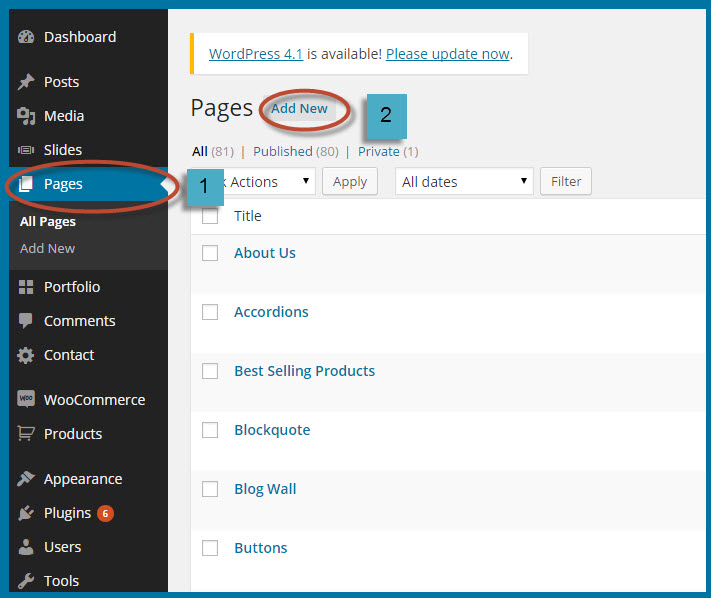 Dashboard
Posts
Media
Slides
Pages
1
All Pages
Add New
Portfolio
Comments
Contact
WOO WooCommerce
Products
Appearance
Plugins 6
Users
Tools
WordPress 4.1 is available! Please update now.
Pages Add New 2
All (81) | Published (80) | Private (1)
k Actions Apply All dates Filter
Title
About Us
Accordions
Best Selling Products
Blockquote
Blog Wall
Buttons